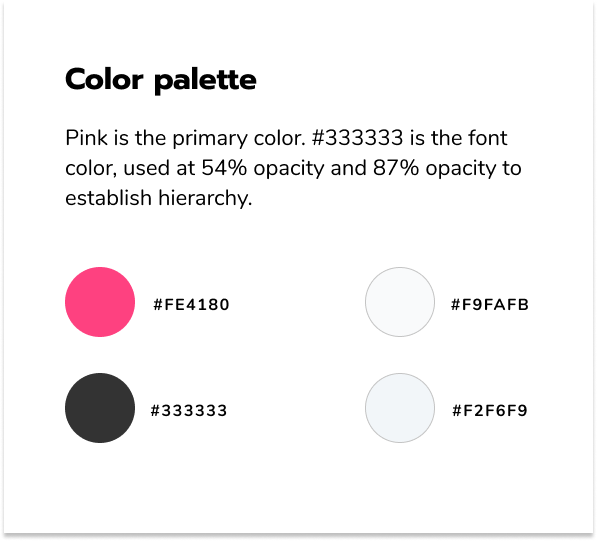 Color palette
Pink is the primary color. #333333 is the font
color, used at 54% opacity and 87% opacity to
establish hierarchy.
#FE4180
#F9FAFB
#333333
#F2F6F9